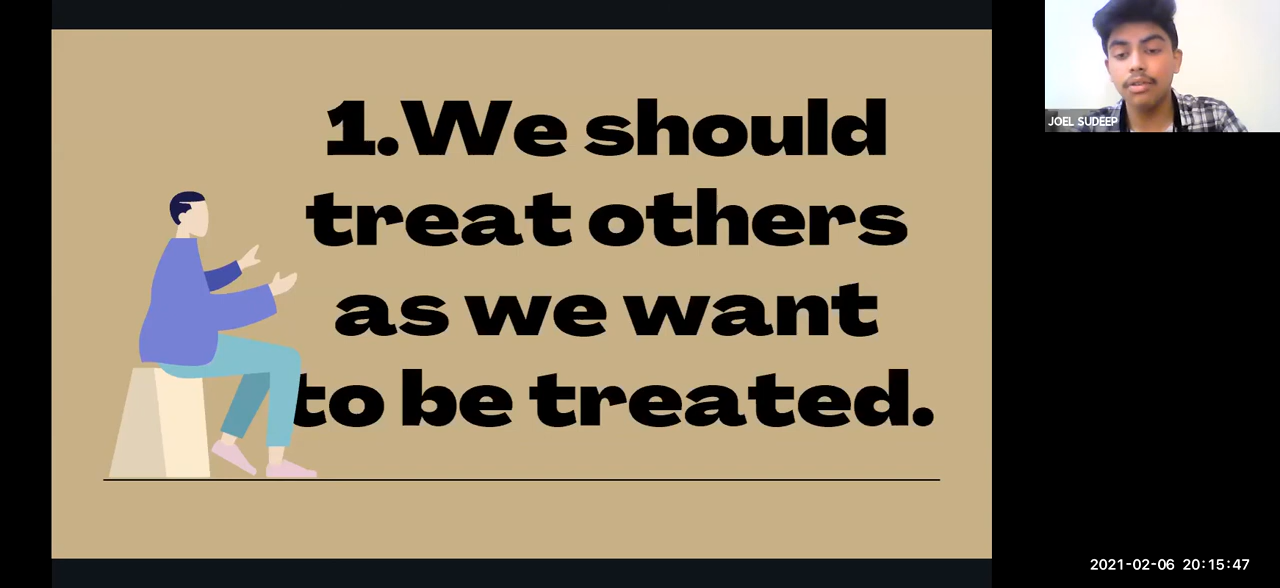 1.We should
treat others
as we want
to be treated.
JOEL SUDEEP
2021-02-06 20:15:47